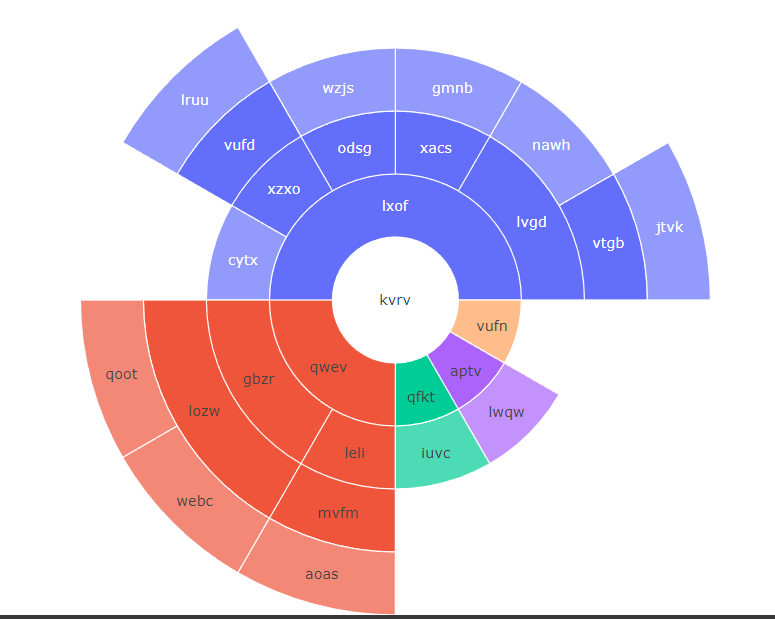 lruu
wzjs
gmnb
vufd
odsg
xacs
nawh
xzxo
lxof
lvgd
jtvk
vtgb
cytx
kvrv
vufn
qwev
aptv
qoot
gbzr
qfkt
lozw
lwqw
leli
iuvc
webc
mvfm
aoas